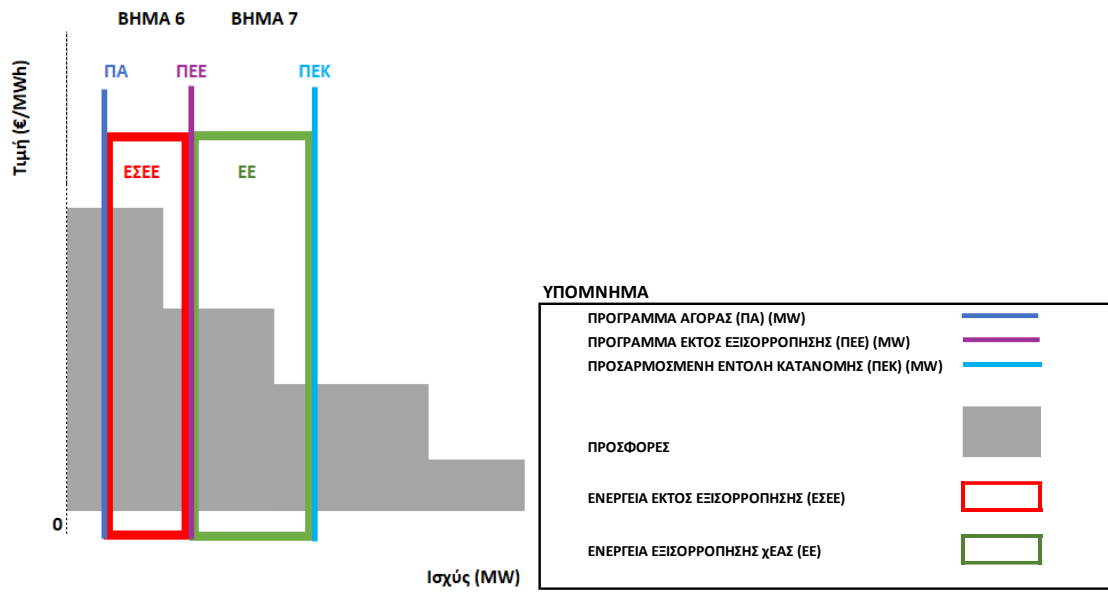 ΒΗΜΑ 6 ΒΗΜΑ 7
ΠΑ ΠΕΕ ΠΕΚ
Τιμή (€/MWh)
ΕΣΕΕ ΕΕ
0
Ισχύς (MW)
ΥΠΟΜΝΗΜΑ
ΠΡΟΓΡΑΜΜΑ ΑΓΟΡΑΣ (ΠΑ) (MW)
ΠΡΟΓΡΑΜΜΑ ΕΚΤΟΣ ΕΞΙΣΟΡΡΟΠΗΣΗΣ (ΠΕΕ) (MW)
ΠΡΟΣΑΡΜΟΣΜΕΝΗ ΕΝΤΟΛΗ ΚΑΤΑΝΟΜΗΣ (ΠΕΚ) (MW)
ΠΡΟΣΦΟΡΕΣ
ΕΝΕΡΓΕΙΑ ΕΚΤΟΣ ΕΞΙΣΟΡΡΟΠΗΣΗΣ (ΕΣΕΕ)
ΕΝΕΡΓΕΙΑ ΕΞΙΣΟΡΡΟΠΗΣΗΣ χΕΑΣ (ΕΕ)